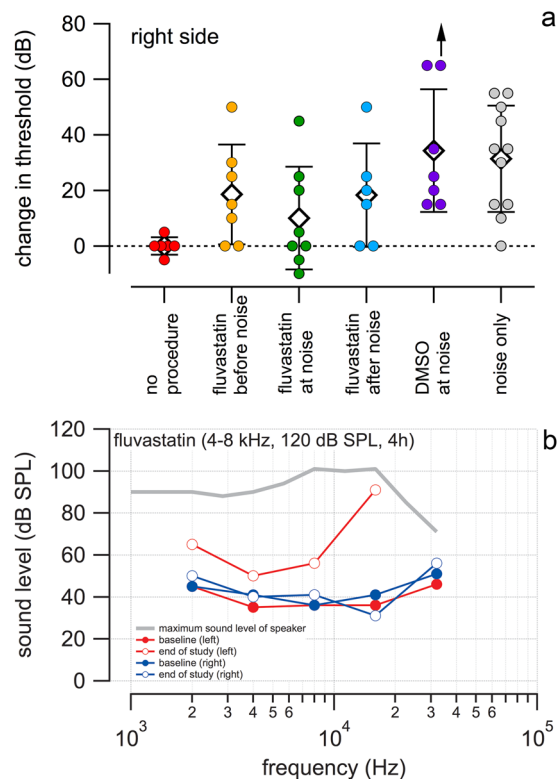 a
right side
change in threshold (dB)
80
60
40
20
0
no
procedure
fluvastatin
before noise
fluvastatin
at noise
fluvastatin
after noise
DMSO
at noise
noise only
b
fluvastatin (4-8 kHz, 120 dB SPL, 4h)
sound level (dB SPL)
120
100
80
60
40
20
0
maximum sound level of speaker
baseline (left)
end of study (left)
baseline (right)
end of study (right)
10³ 2 3 4 5 6 10⁴ 2 3 4 5 6 10⁵
frequency (Hz)